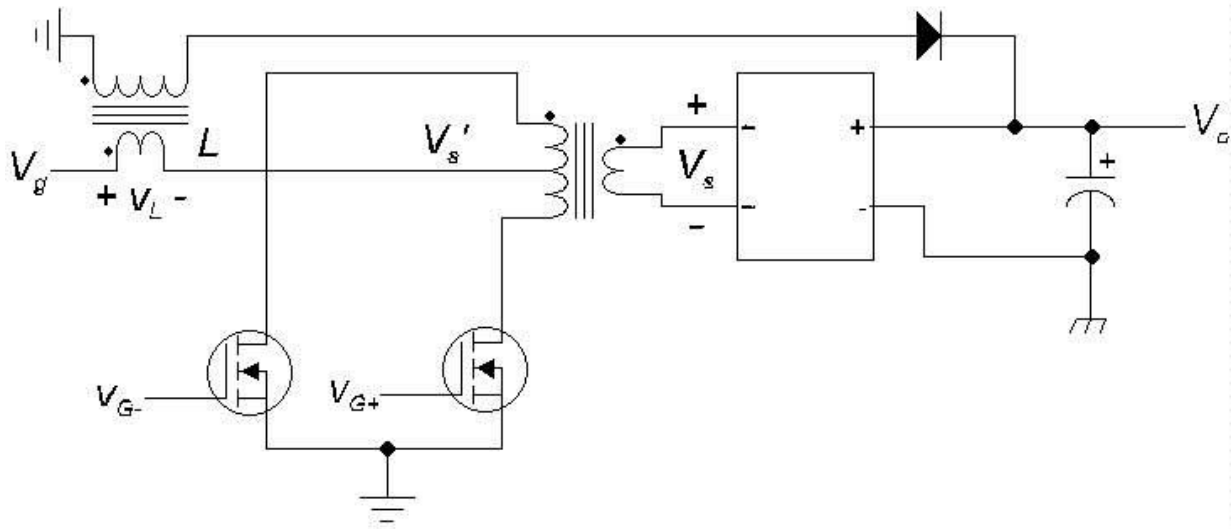 L
V_s'
V_g
+ v_L -
+
V_s
-
-
-
+
-
V_o
+
v_G-
v_G+